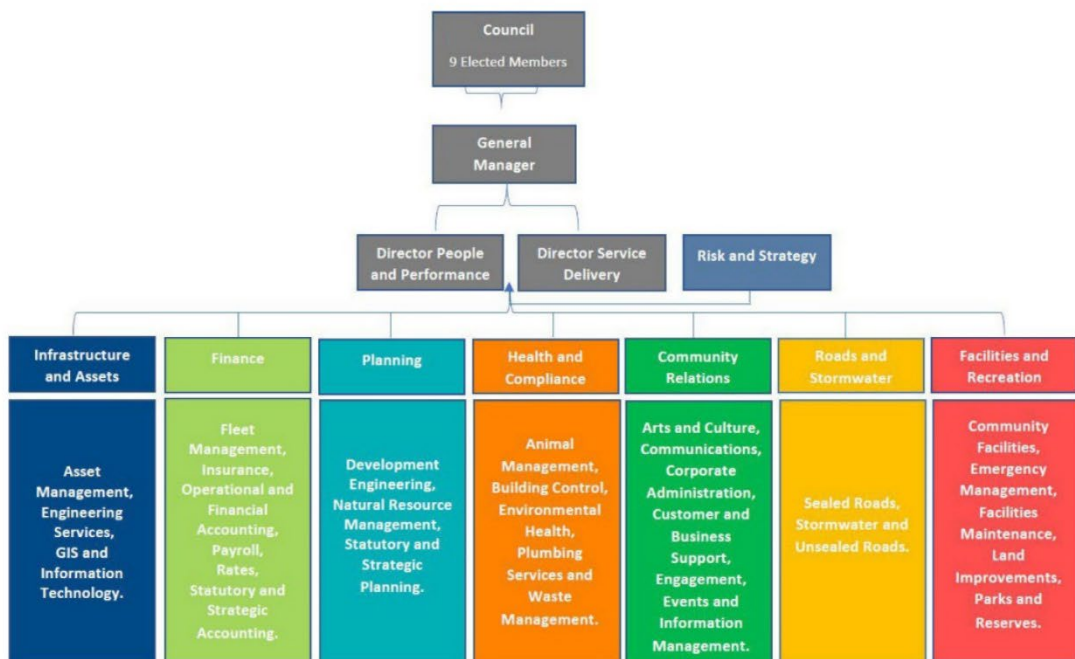 Council
9 Elected Members
General
Manager
Director People
and Performance
Director Service
Delivery
Risk and Strategy
Infrastructure
and Assets
Finance
Planning
Health and
Compliance
Community
Relations
Roads and
Stormwater
Facilities and
Recreation
Asset
Management,
Engineering
Services,
GIS and
Information
Technology.
Fleet
Management,
Insurance,
Operational and
Financial
Accounting,
Payroll,
Rates,
Statutory and
Strategic
Accounting.
Development
Engineering,
Natural Resource
Management,
Statutory and
Strategic
Planning.
Animal
Management,
Building Control,
Environmental
Health,
Plumbing
Services and
Waste
Management.
Arts and Culture,
Communications,
Corporate
Administration,
Customer and
Business
Support,
Engagement,
Events and
Information
Management.
Sealed Roads,
Stormwater and
Unsealed Roads.
Community
Facilities,
Emergency
Management,
Facilities
Maintenance,
Land
Improvements,
Parks and
Reserves.